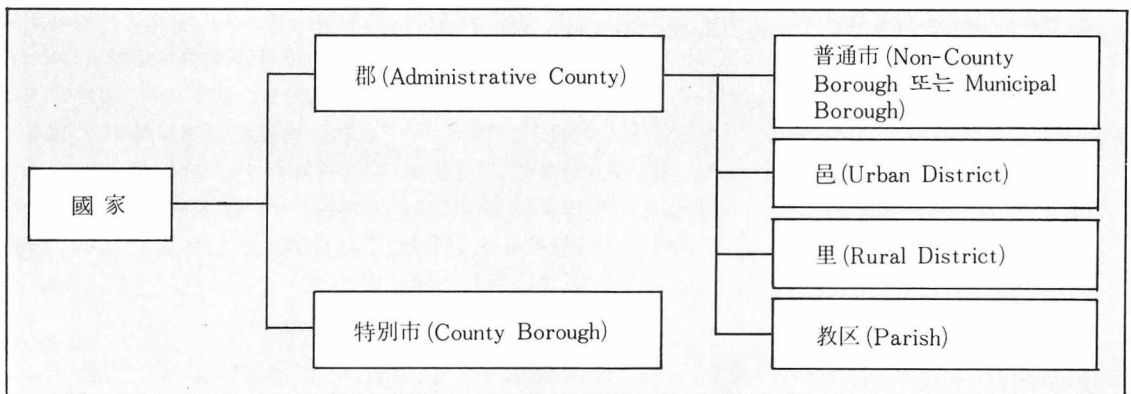 國家
郡 (Administrative County)
特別市 (County Borough)
普通市 (Non-County
Borough 또는 Municipal
Borough)
邑 (Urban District)
里 (Rural District)
教区 (Parish)